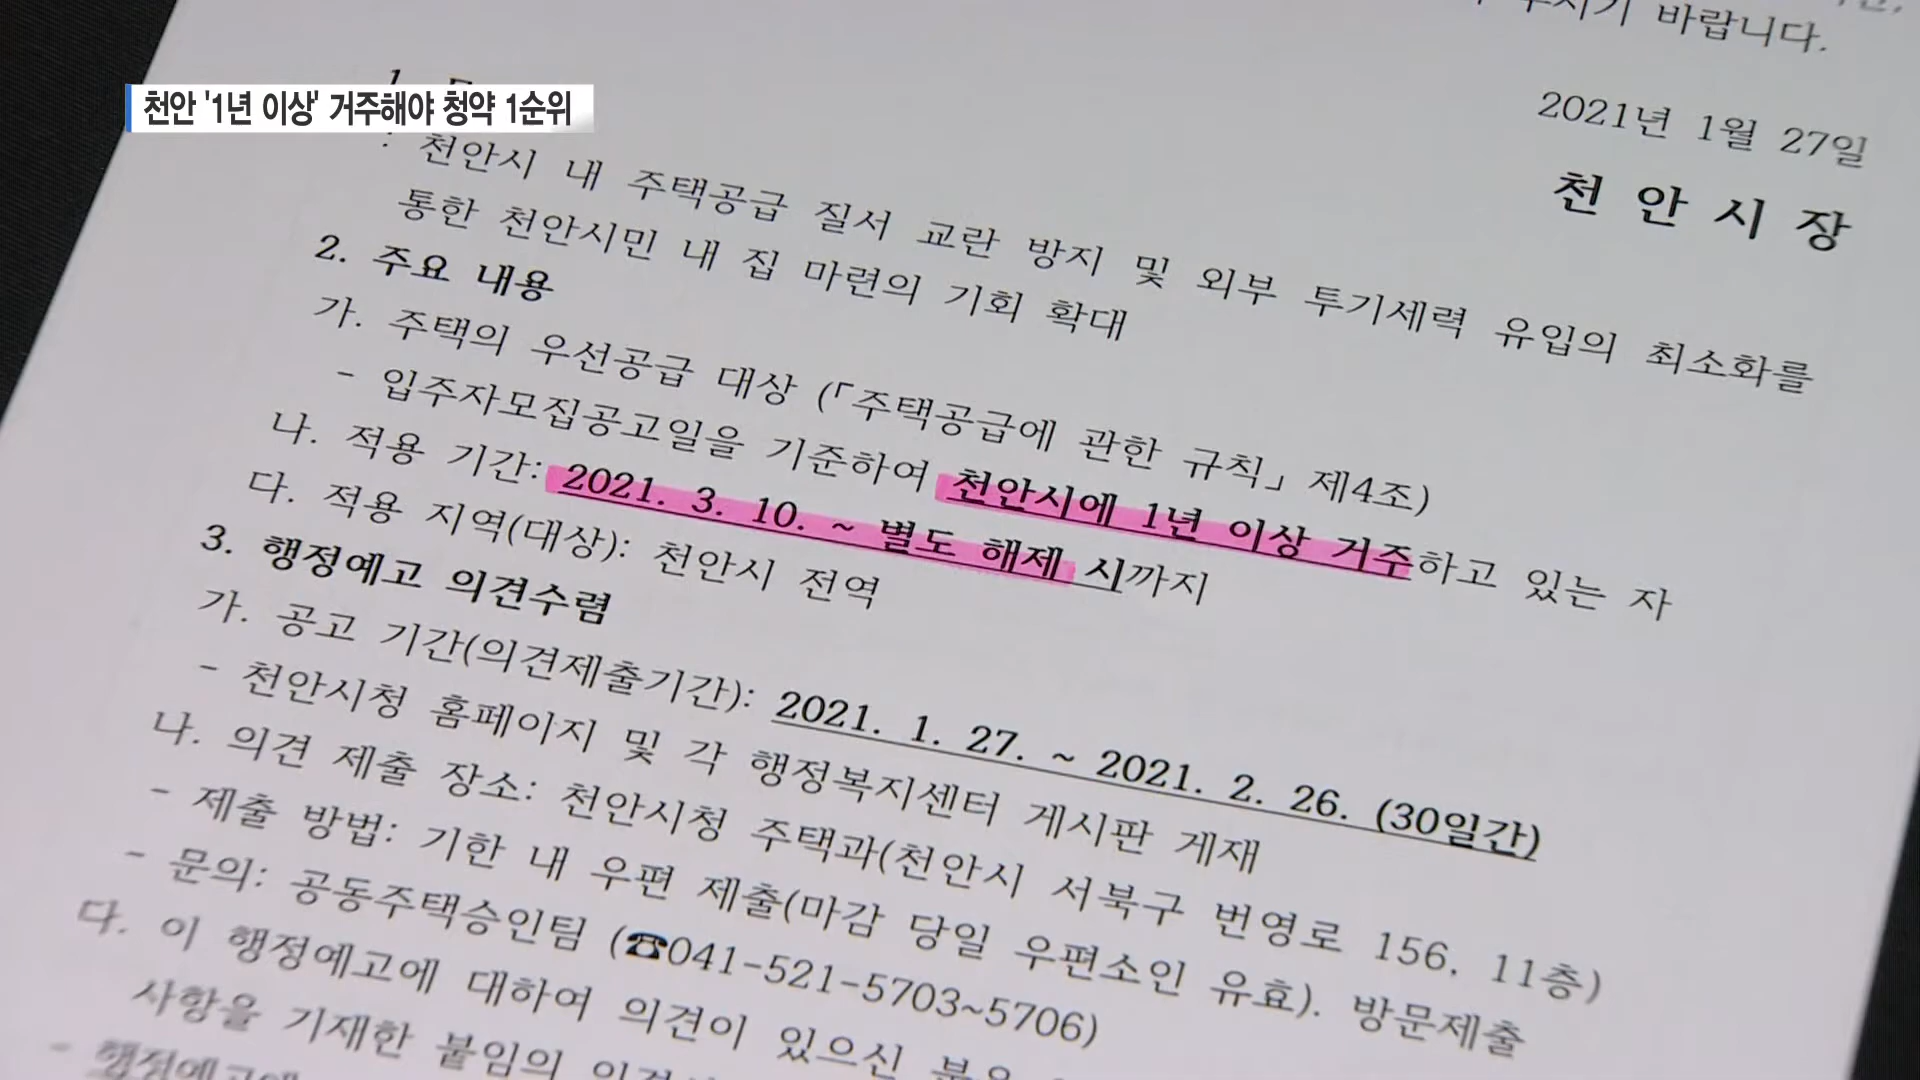 바랍니다.
천안 '1년 이상' 거주해야 청약 1순위
2021년 1월 27일
천 안 시 장
: 천안시 내 주택공급 질서 교란 방지 및 외부 투기세력 유입의 최소화를
통한 천안시민 내 집 마련의 기회 확대
2. 주요 내용
가. 주택의 우선공급 대상 (「주택공급에 관한 규칙」 제4조)
- 입주자모집공고일을 기준하여 천안시에 1년 이상 거주하고 있는 자
나. 적용 기간: 2021. 3. 10. ~ 별도 해제 시까지
다. 적용 지역(대상): 천안시 전역
3. 행정예고 의견수렴
가. 공고 기간(의견제출기간): 2021. 1. 27. ~ 2021. 2. 26. (30일간)
- 천안시청 홈페이지 및 각 행정복지센터 게시판 게재
나. 의견 제출 장소: 천안시청 주택과(천안시 서북구 번영로 156. 11층)
- 제출 방법: 기한 내 우편 제출(마감 당일 우편소인 유효). 방문제출
- 문의: 공동주택승인팀 (☎041-521-5703~5706)
다. 이 행정예고에 대하여 의견이 있으신 분은
사항을 기재한 붙임의
- 행정예고에